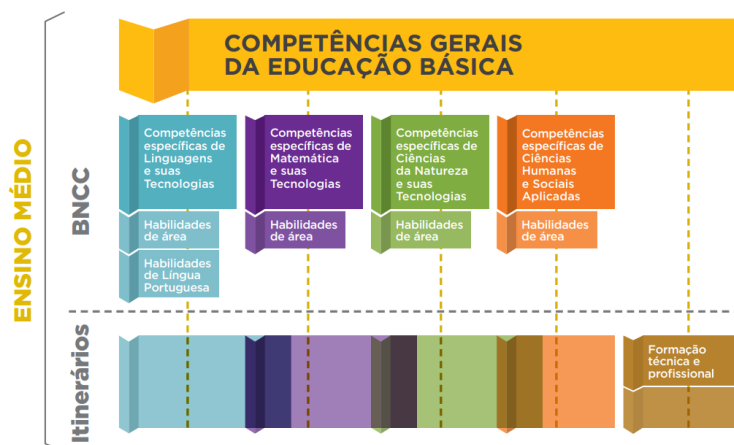 COMPETÊNCIAS GERAIS
DA EDUCAÇÃO BÁSICA
ENSINO MÉDIO
BNCC
Competências
específicas de
Linguagens
e suas
Tecnologias
Habilidades
de área
Habilidades
de Língua
Portuguesa
Competências
específicas de
Matemática
e suas
Tecnologias
Habilidades
de área
Competências
específicas de
Ciências
da Natureza
e suas
Tecnologias
Habilidades
de área
Competências
específicas de
Ciências
Humanas
e Sociais
Aplicadas
Habilidades
de área
Itinerários
Formação
técnica e
profissional